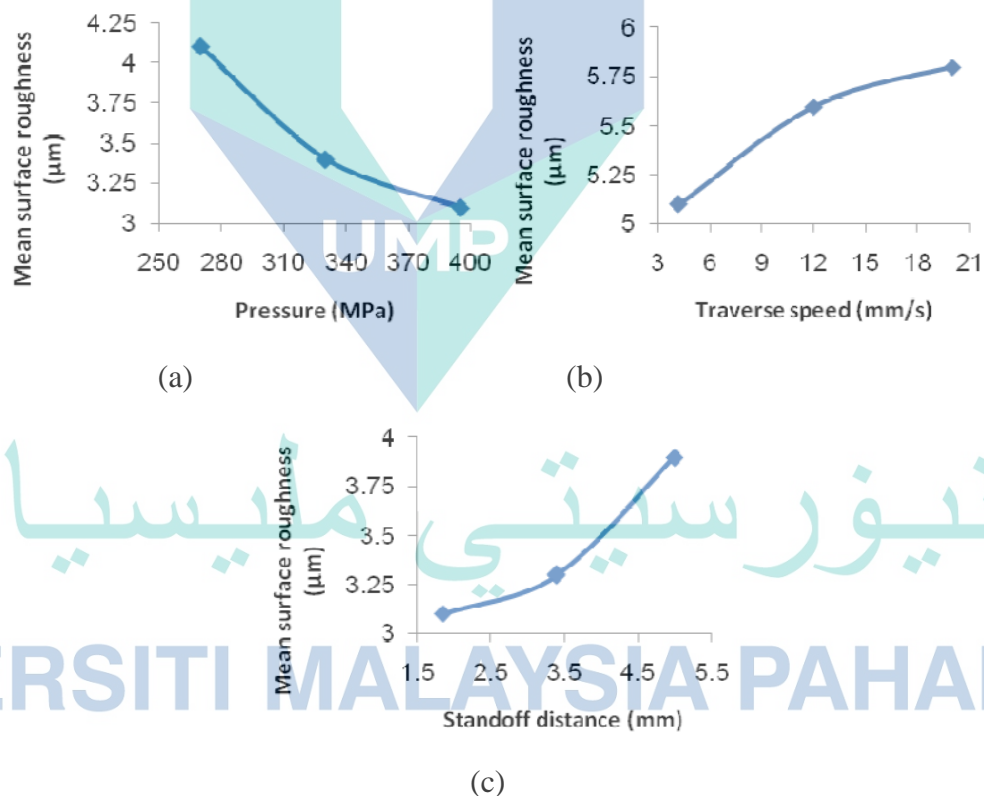 Mean surface roughness
(µm)
4.25
4
3.75
3.5
3.25
3
250 280 310 340 370 400
Pressure (MPa)
(a)
Mean surface roughness
(µm)
6
5.75
5.5
5.25
5
3 6 9 12 15 18 21
Traverse speed (mm/s)
(b)
UMP
Mean surface roughness
(µm)
4
3.75
3.5
3.25
3
1.5 2.5 3.5 4.5 5.5
Standoff distance (mm)
(c)
نيۏرسيتي مليسيا
ERSITI MALAYSIA PAHAN